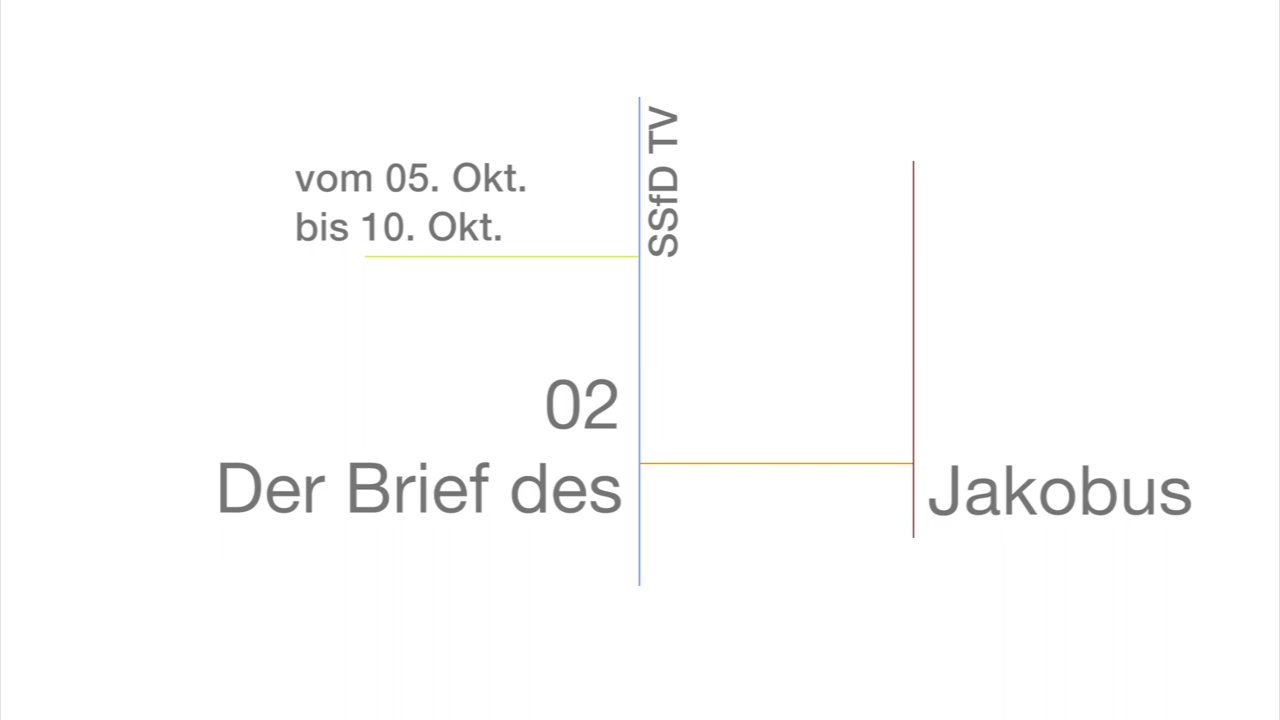 vom 05. Okt.
bis 10. Okt.
SSfD TV
02
Der Brief des
Jakobus